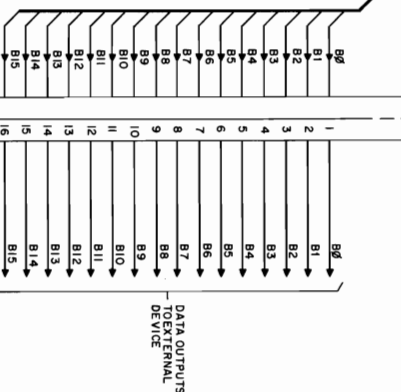 BØ 1 BØ
B1 2 B1
B2 3 B2
B3 4 B3
B4 5 B4
B5 6 B5
B6 7 B6
B7 8 B7
B8 9 B8
B9 10 B9
B10 11 B10
B11 12 B11
B12 13 B12
B13 14 B13
B14 15 B14
B15 16 B15
DATA OUTPUTS
TOEXTERNAL
DEVICE